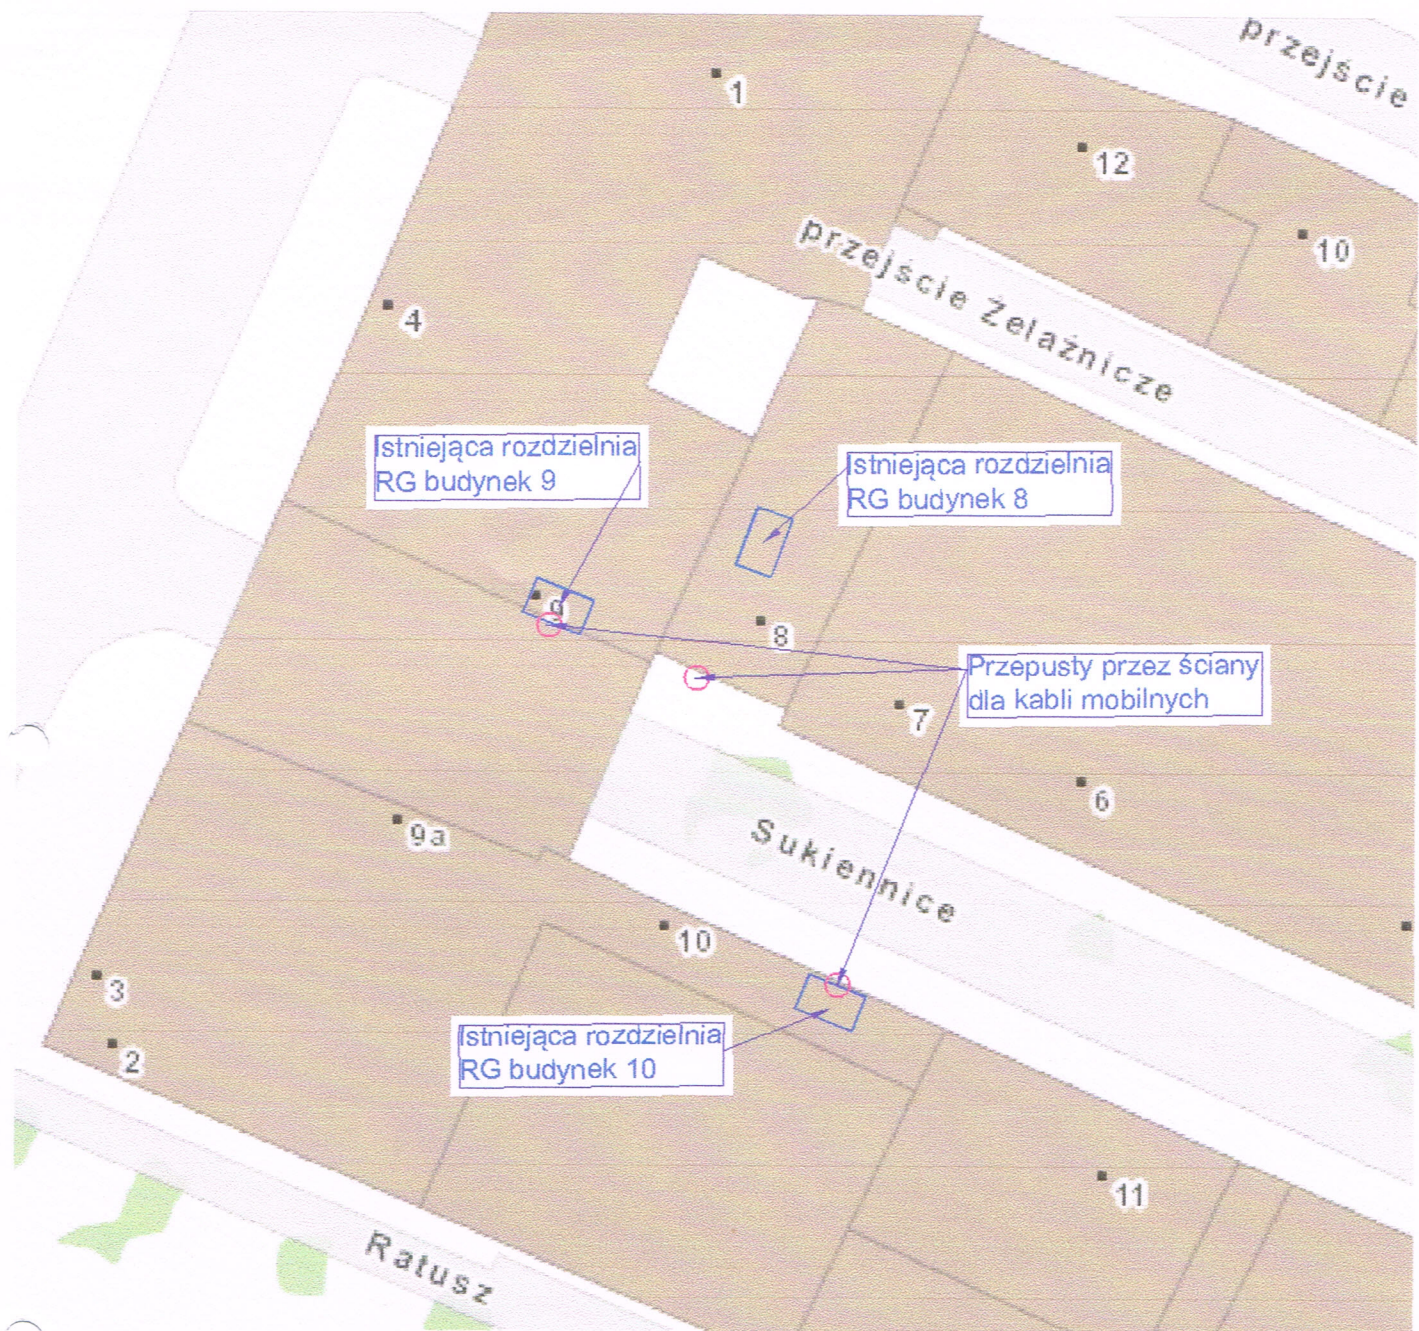 przejście
1
12
10
przejście Żelaźnicze
4
Istniejąca rozdzielnia
RG budynek 9
Istniejąca rozdzielnia
RG budynek 8
9
8
Przepusty przez ściany
dla kabli mobilnych
7
6
9a
Sukiennice
10
3
2
Istniejąca rozdzielnia
RG budynek 10
11
Ratusz